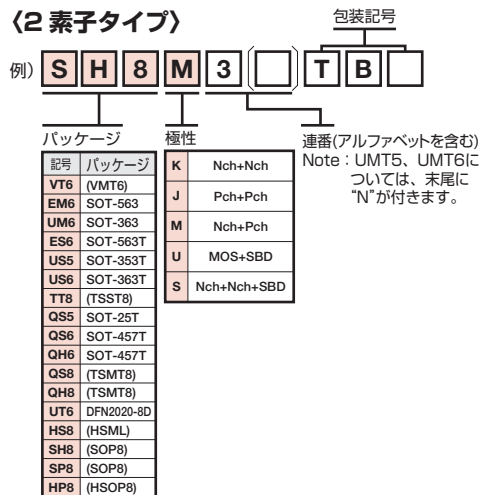 〈2 素子タイプ〉
包装記号
例) S H 8 M 3 ( ) T B
パッケージ
極性
連番(アルファベットを含む)
Note：UMT5、UMT6に
ついては、末尾に
“N”が付きます。
記号 パッケージ
VT6 (VMT6)
EM6 SOT-563
UM6 SOT-363
ES6 SOT-563T
US5 SOT-353T
US6 SOT-363T
TT8 (TSST8)
QS5 SOT-25T
QS6 SOT-457T
QH6 SOT-457T
QS8 (TSMT8)
QH8 (TSMT8)
UT6 DFN2020-8D
HS8 (HSML)
SH8 (SOP8)
SP8 (SOP8)
HP8 (HSOP8)
K Nch+Nch
J Pch+Pch
M Nch+Pch
U MOS+SBD
S Nch+Nch+SBD